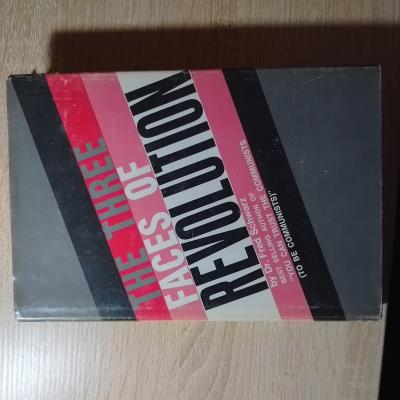 THE THREE
FACES OF
REVOLUTION
by Dr. Fred Schwarz
BEST SELLING AUTHOR OF
"YOU CAN TRUST THE COMMUNISTS
(TO BE COMMUNISTS)"